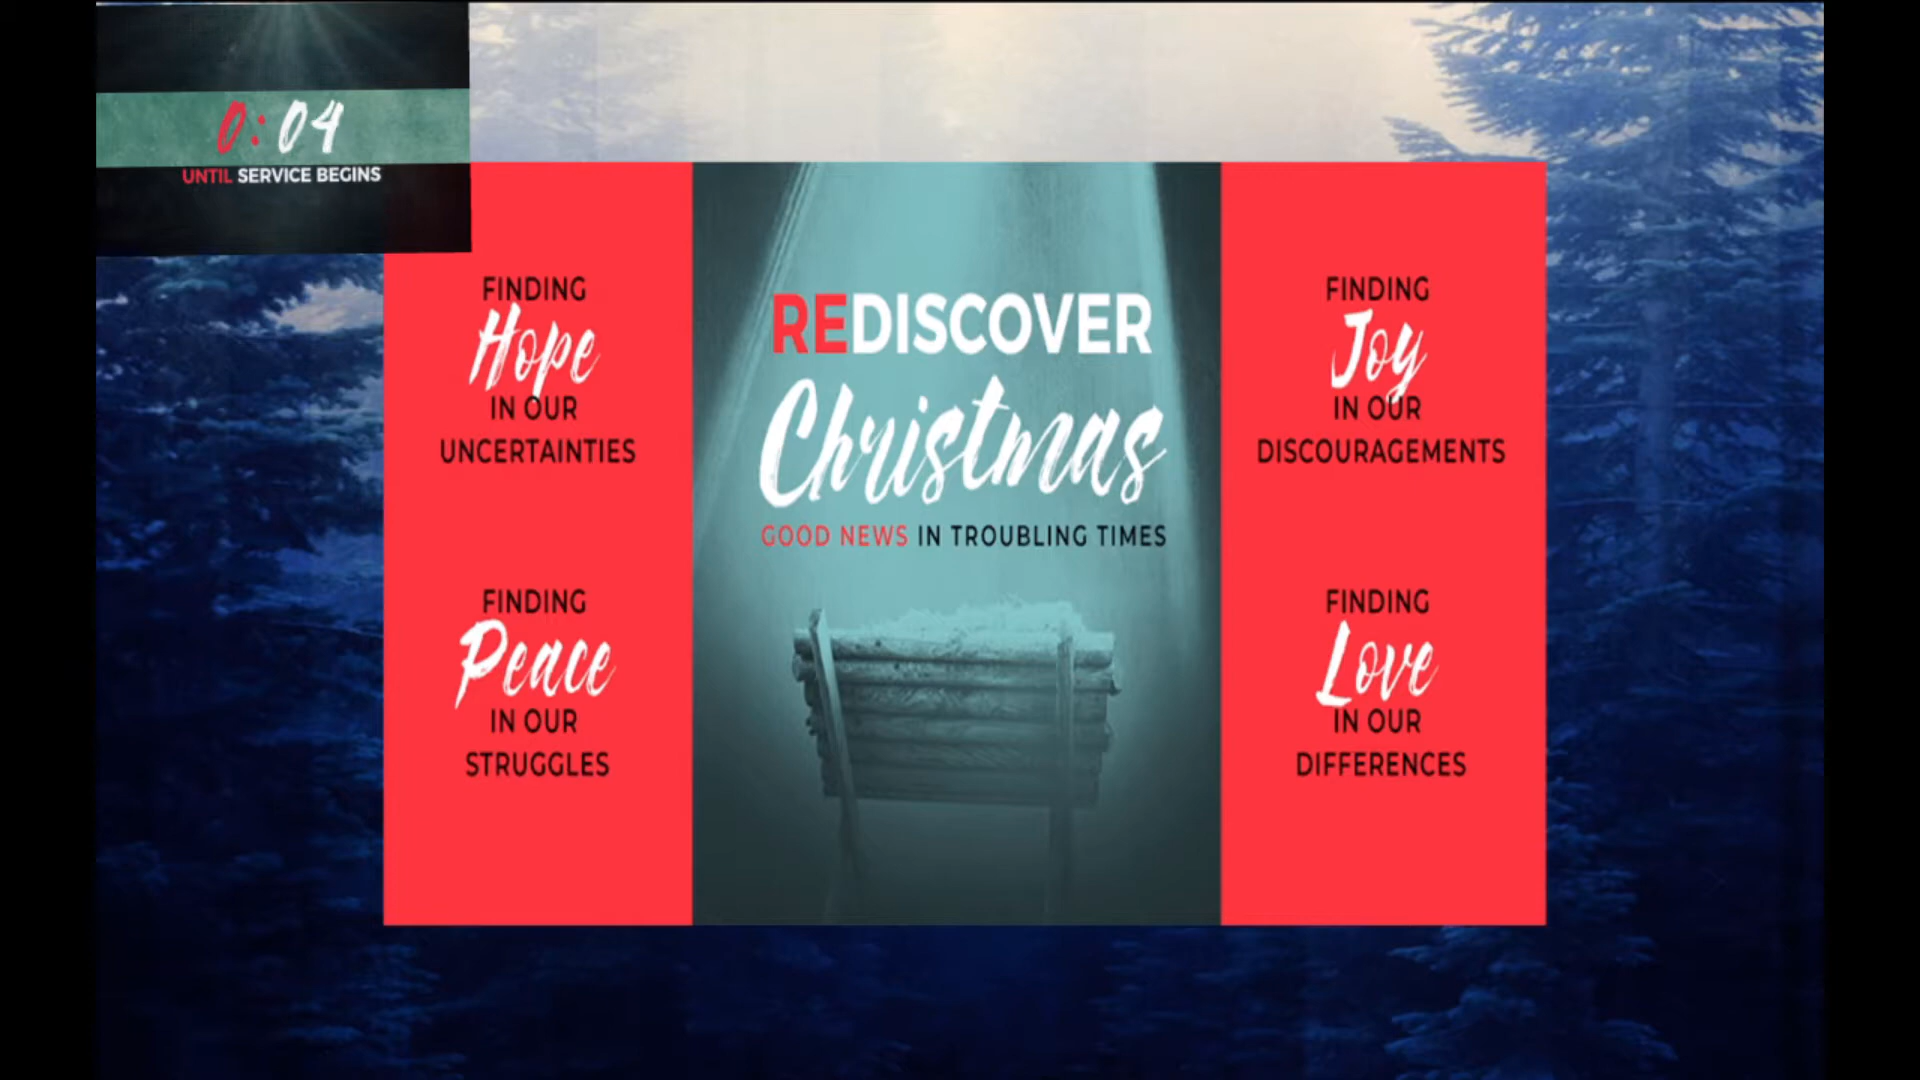 0:04
UNTIL SERVICE BEGINS
FINDING
Hope
IN OUR
UNCERTAINTIES
FINDING
Peace
IN OUR
STRUGGLES
REDISCOVER
Christmas
GOOD NEWS IN TROUBLING TIMES
FINDING
Joy
IN OUR
DISCOURAGEMENTS
FINDING
Love
IN OUR
DIFFERENCES